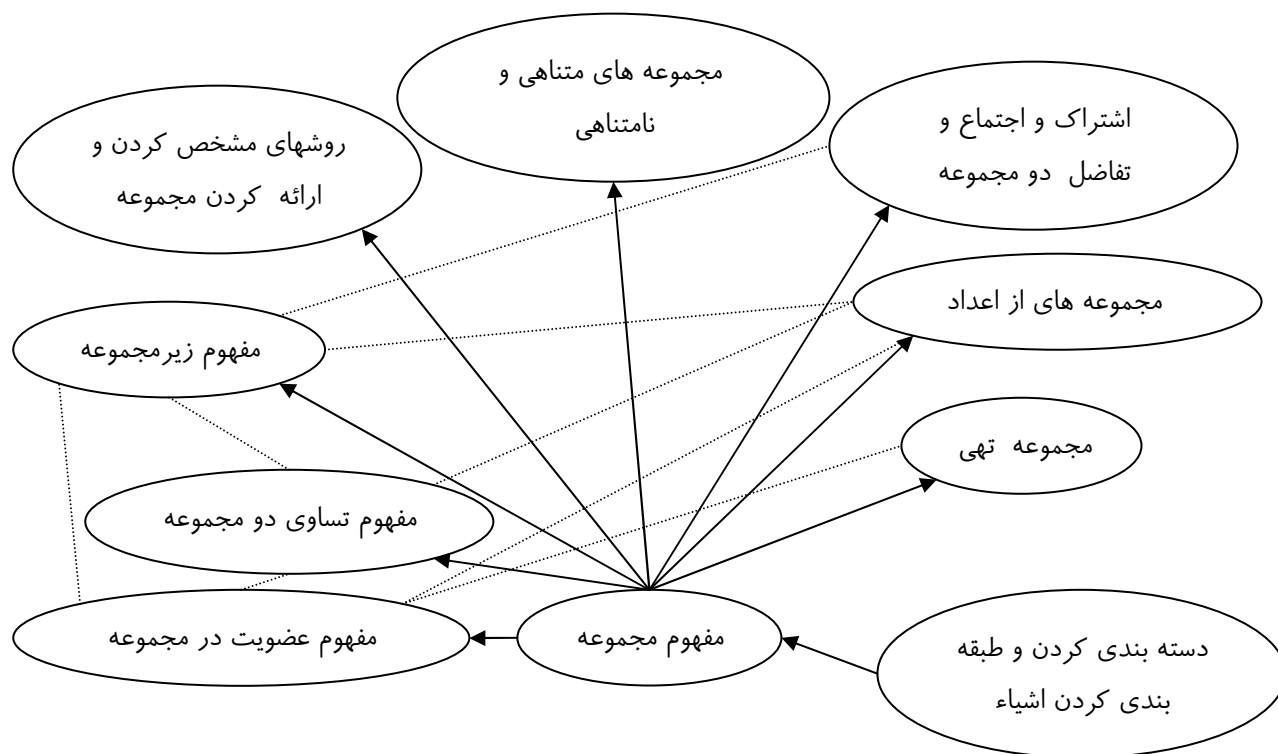 مجموعه های متناهی و
نامتناهی
اشتراک و اجتماع و
تفاضل دو مجموعه
روشهای مشخص کردن و
ارائه کردن مجموعه
مجموعه های از اعداد
مفهوم زیرمجموعه
مجموعه تهی
مفهوم تساوی دو مجموعه
مفهوم عضویت در مجموعه
مفهوم مجموعه
دسته بندی کردن و طبقه
بندی کردن اشیاء